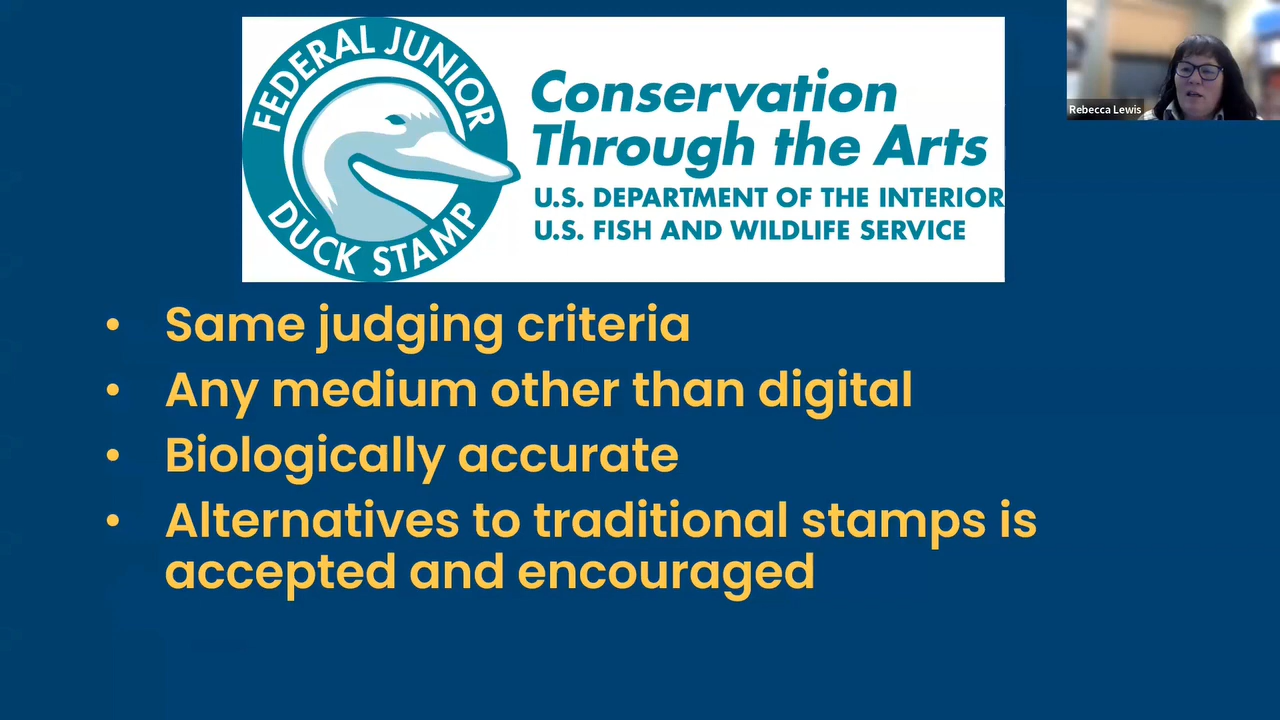 FEDERAL JUNIOR
DUCK STAMP
Conservation
Through the Arts
U.S. DEPARTMENT OF THE INTERIOR
U.S. FISH AND WILDLIFE SERVICE
Rebecca Lewis
• Same judging criteria
• Any medium other than digital
• Biologically accurate
• Alternatives to traditional stamps is
accepted and encouraged